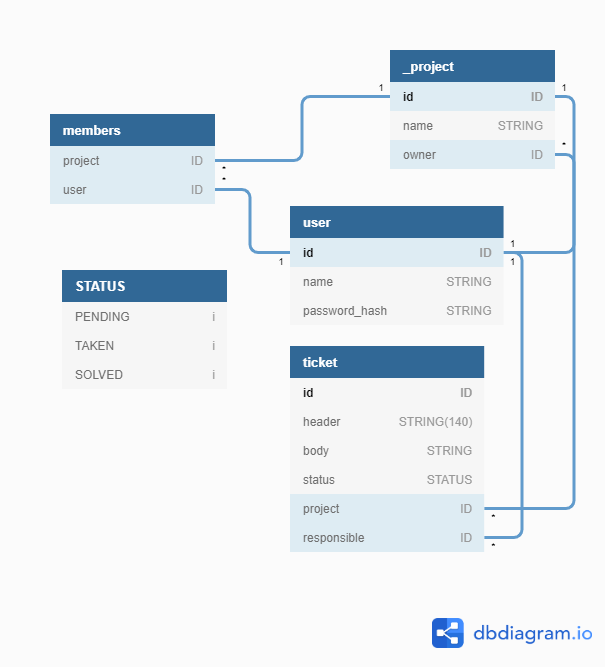 _project
id ID
name STRING
owner ID
1
1
*
members
project ID
user ID
*
*
user
id ID
name STRING
password_hash STRING
1
1
1
STATUS
PENDING i
TAKEN i
SOLVED i
ticket
id ID
header STRING(140)
body STRING
status STATUS
project ID
responsible ID
*
*
dbdiagram.io